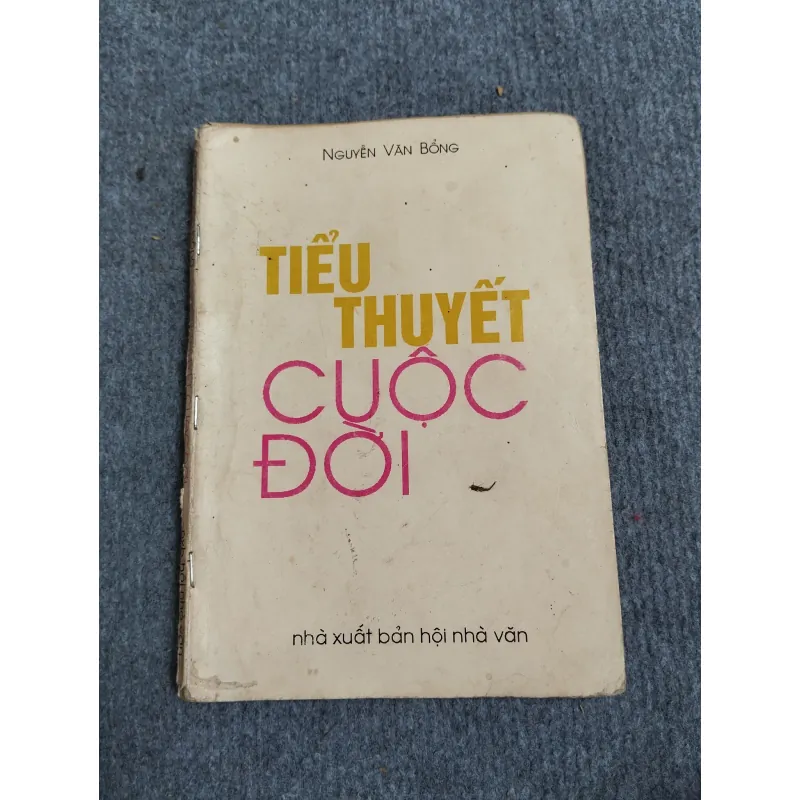 NGUYỄN VĂN BỔNG
TIỂU
THUYẾT
CUỘC
ĐỜI
nhà xuất bản hội nhà văn